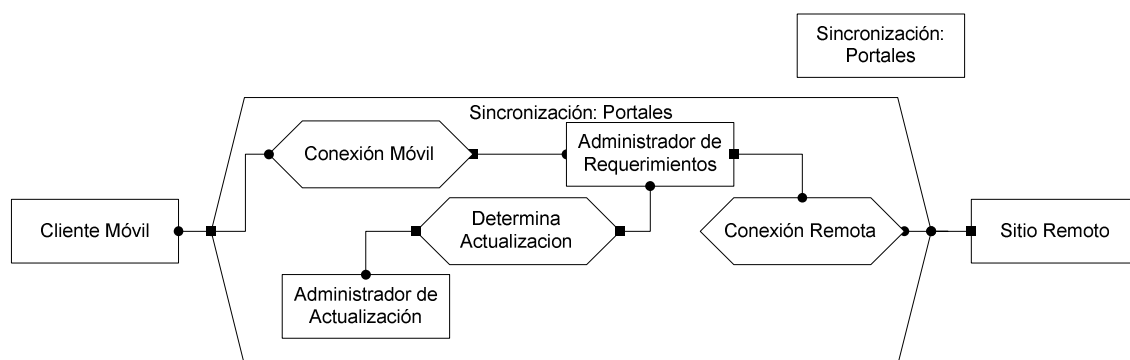 Sincronización:
Portales
Sincronización: Portales
Conexión Móvil
Administrador de
Requerimientos
Cliente Móvil
Determina
Actualizacion
Conexión Remota
Sitio Remoto
Administrador de
Actualización